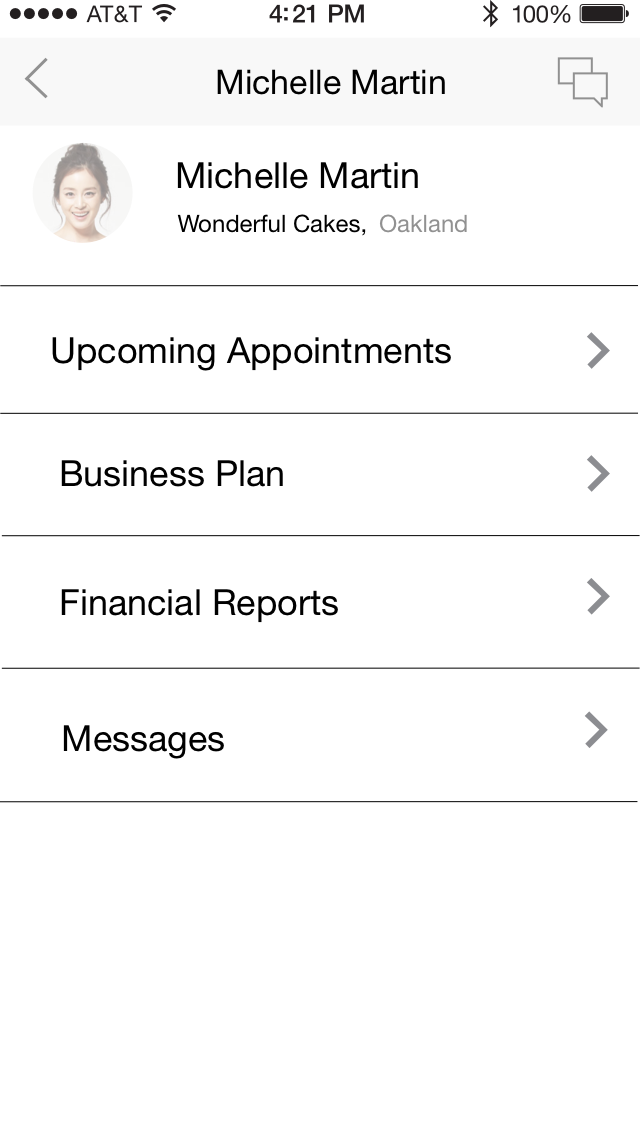 AT&T 4:21 PM 100%
Michelle Martin
Michelle Martin
Wonderful Cakes, Oakland
Upcoming Appointments
Business Plan
Financial Reports
Messages